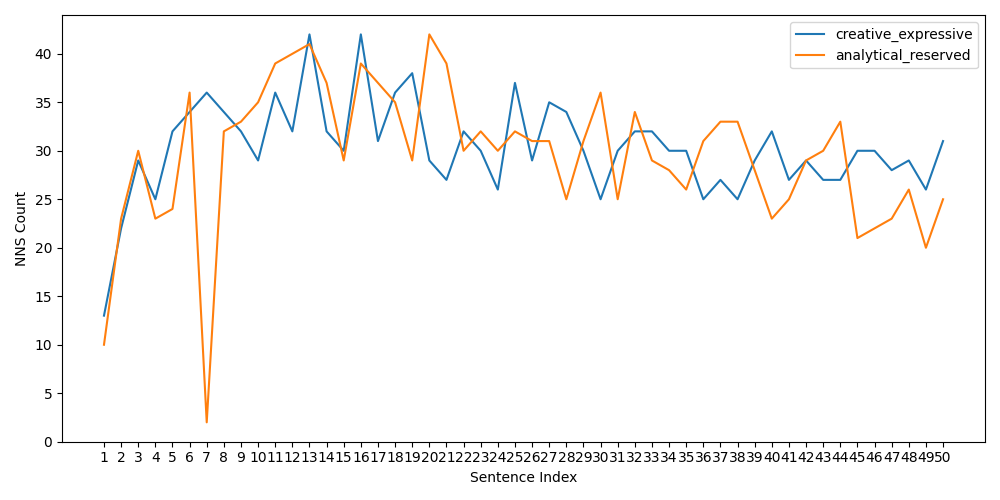 creative_expressive
analytical_reserved
NNS Count
40
35
30
25
20
15
10
5
0
1 2 3 4 5 6 7 8 9 10 11 12 13 14 15 16 17 18 19 20 21 22 23 24 25 26 27 28 29 30 31 32 33 34 35 36 37 38 39 40 41 42 43 44 45 46 47 48 49 50
Sentence Index